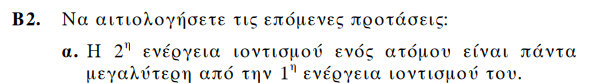 Β2. Να αιτιολογήσετε τις επόμενες προτάσεις:
α. Η 2η ενέργεια ιοντισμού ενός ατόμου είναι πάντα
μεγαλύτερη από την 1η ενέργεια ιοντισμού του.